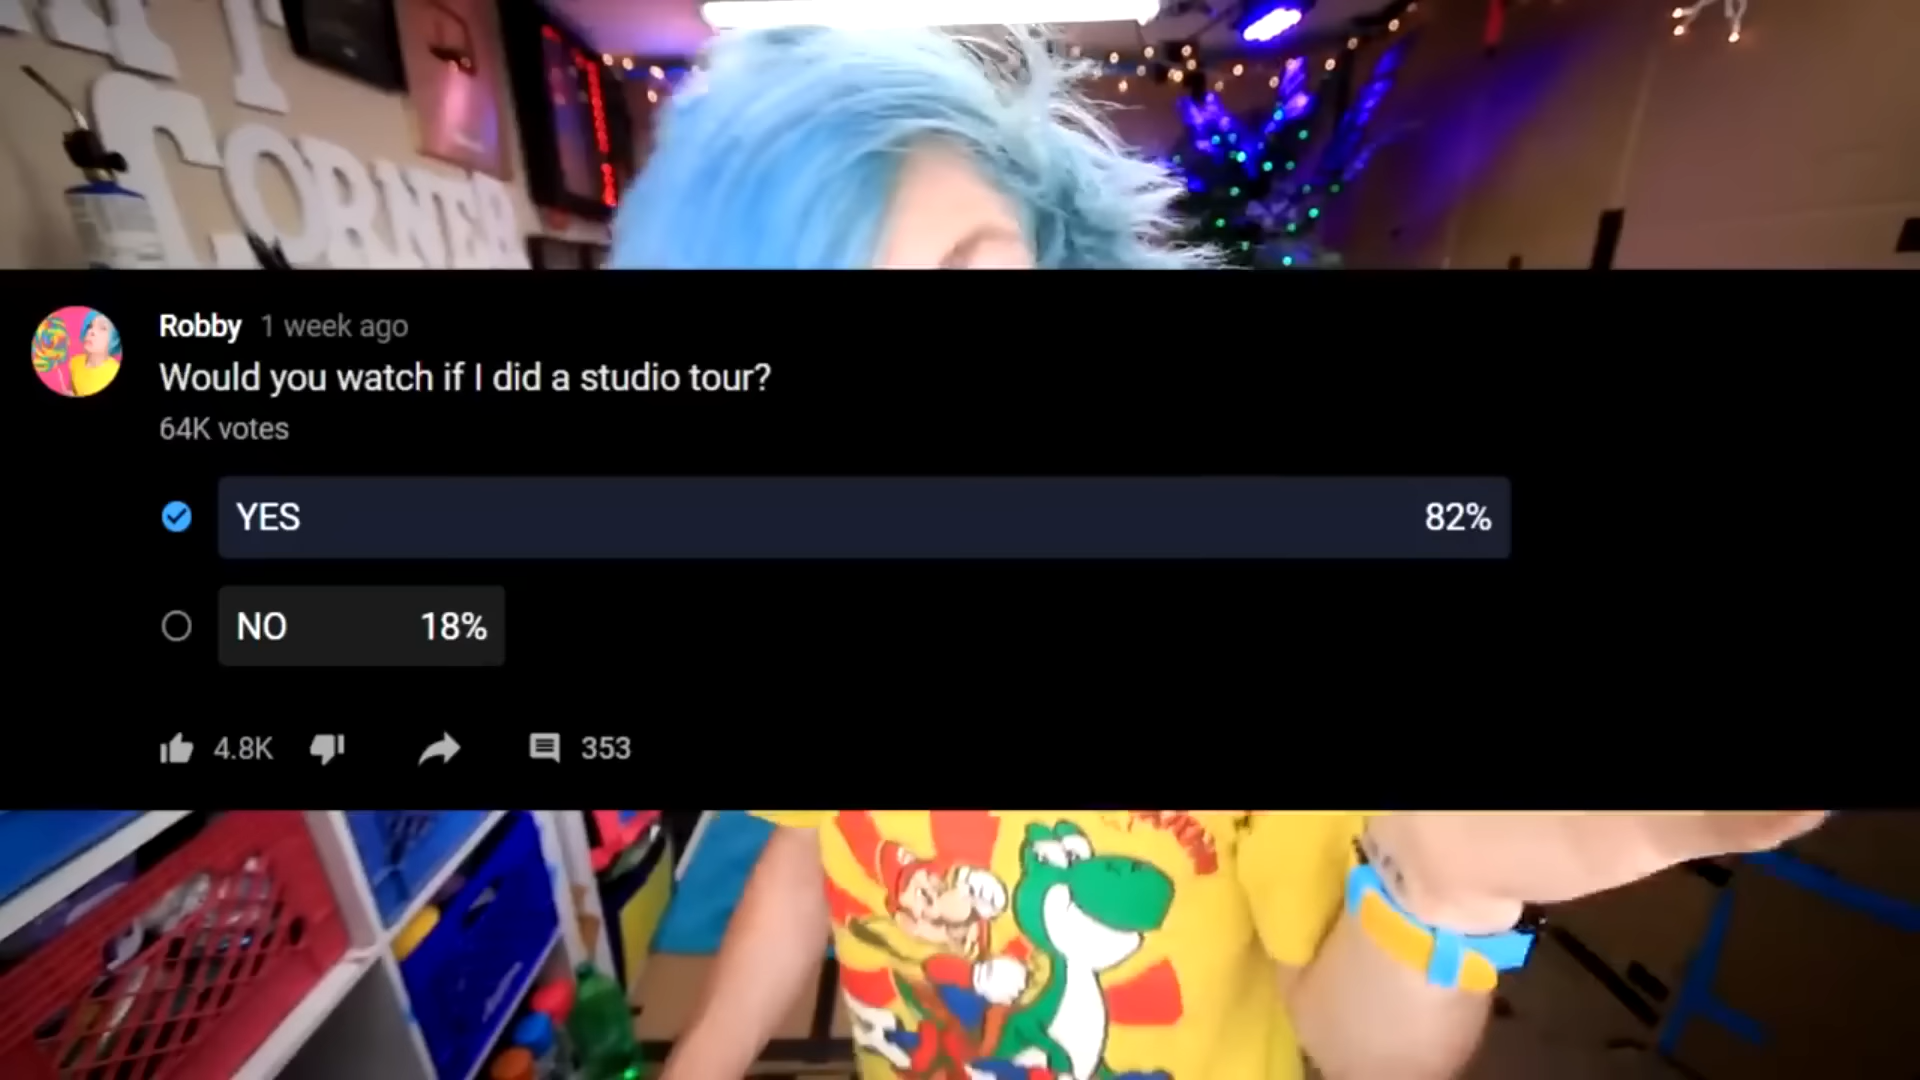 CORNER
Robby 1 week ago
Would you watch if I did a studio tour?
64K votes
YES 82%
NO 18%
4.8K 353